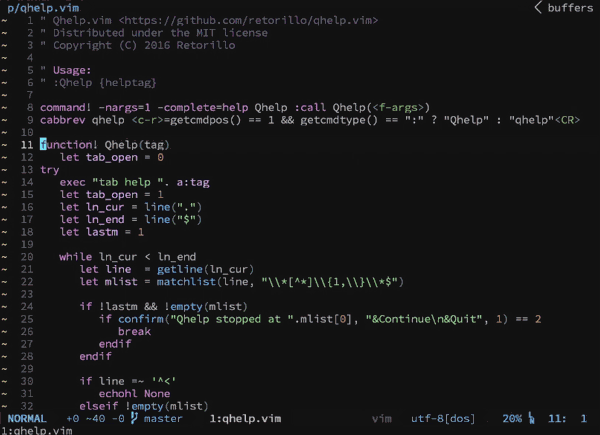 p/qhelp.vim < buffers
~ 1 " Qhelp.vim <https://github.com/retorillo/qhelp.vim>
~ 2 " Distributed under the MIT license
~ 3 " Copyright (C) 2016 Retorillo
~ 4
~ 5 " Usage:
~ 6 " :Qhelp {helptag}
~ 7
~ 8 command! -nargs=1 -complete=help Qhelp :call Qhelp(<f-args>)
~ 9 cabbrev qhelp <c-r>=getcmdpos() == 1 && getcmdtype() == ":" ? "Qhelp" : "qhelp"<CR>
~ 10
~ 11 function! Qhelp(tag)
~ 12    let tab_open = 0
~ 13 try
~ 14    exec "tab help ". a:tag
~ 15    let tab_open = 1
~ 16    let ln_cur = line(".")
~ 17    let ln_end = line("$")
~ 18    let lastm = 1
~ 19
~ 20    while ln_cur < ln_end
~ 21       let line  = getline(ln_cur)
~ 22       let mlist = matchlist(line, "\\*[^*]\\{1,\\}\\*$")
~ 23
~ 24       if !lastm && !empty(mlist)
~ 25          if confirm("Qhelp stopped at ".mlist[0], "&Continue\n&Quit", 1) == 2
~ 26             break
~ 27          endif
~ 28       endif
~ 29
~ 30       if line =~ '^<'
~ 31          echohl None
~ 32       elseif !empty(mlist)
NORMAL +0 ~40 -0 master 1:qhelp.vim vim utf-8[dos] 20% 11: 1
1:qhelp.vim